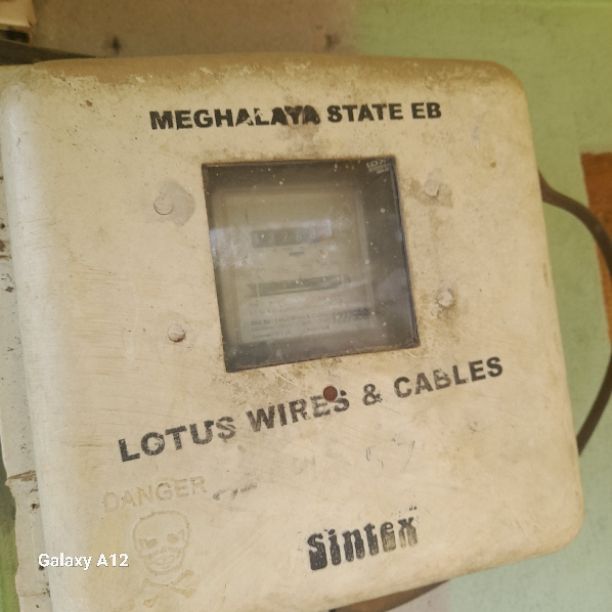 MEGHALAYA STATE EB
LOTUS WIRES & CABLES
DANGER
Sintex
Galaxy A12